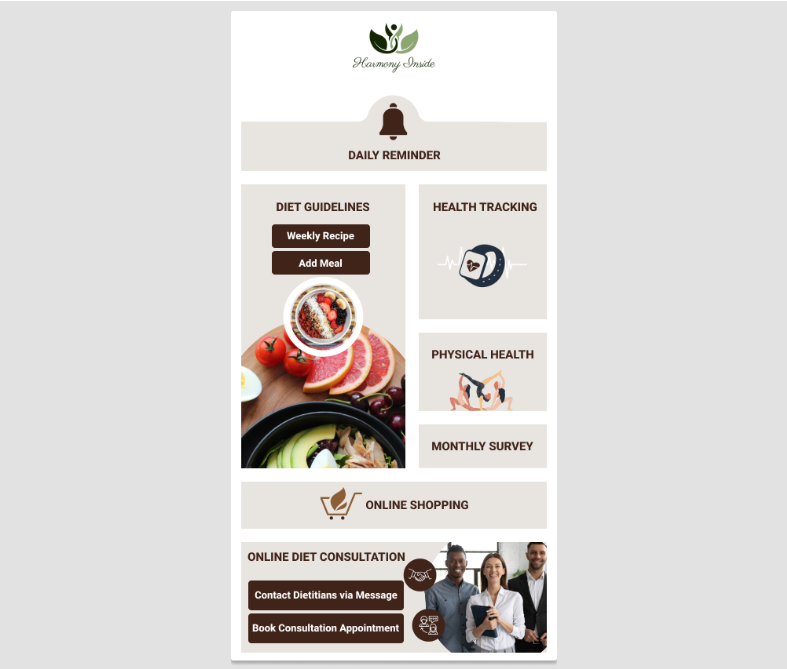 Harmony Inside
DAILY REMINDER
DIET GUIDELINES
Weekly Recipe
Add Meal
HEALTH TRACKING
PHYSICAL HEALTH
MONTHLY SURVEY
ONLINE SHOPPING
ONLINE DIET CONSULTATION
Contact Dietitians via Message
Book Consultation Appointment